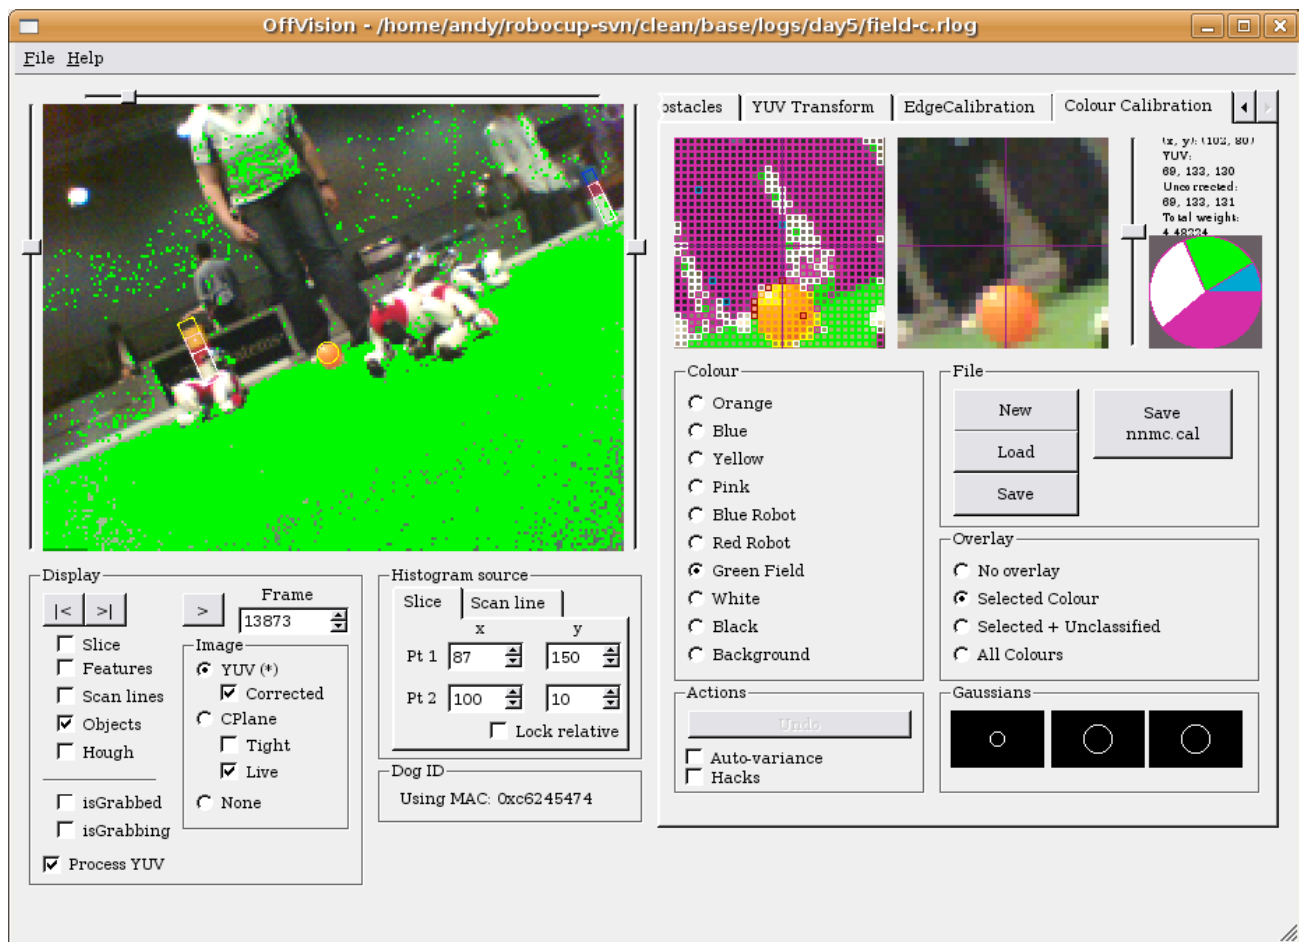 OffVision - /home/andy/robocup-svn/clean/base/logs/day5/field-c.rlog
File Help
ostacles
YUV Transform
EdgeCalibration
Colour Calibration
(x, y): (102, 80)
YUV:
69, 133, 130
Uncorrected:
69, 133, 131
Total weight:
4.48334
Colour
Orange
Blue
Yellow
Pink
Blue Robot
Red Robot
Green Field
White
Black
Background
File
New
Load
Save
Save
nnmc.cal
Overlay
No overlay
Selected Colour
Selected + Unclassified
All Colours
Actions
Undo
Auto-variance
Hacks
Gaussians
Display
|< >| >
Frame
13873
Slice
Features
Scan lines
Objects
Hough
isGrabbed
isGrabbing
Process YUV
Image
YUV (*)
Corrected
CPlane
Tight
Live
None
Histogram source
Slice Scan line
x y
Pt 1 87 150
Pt 2 100 10
Lock relative
Dog ID
Using MAC: 0xc6245474